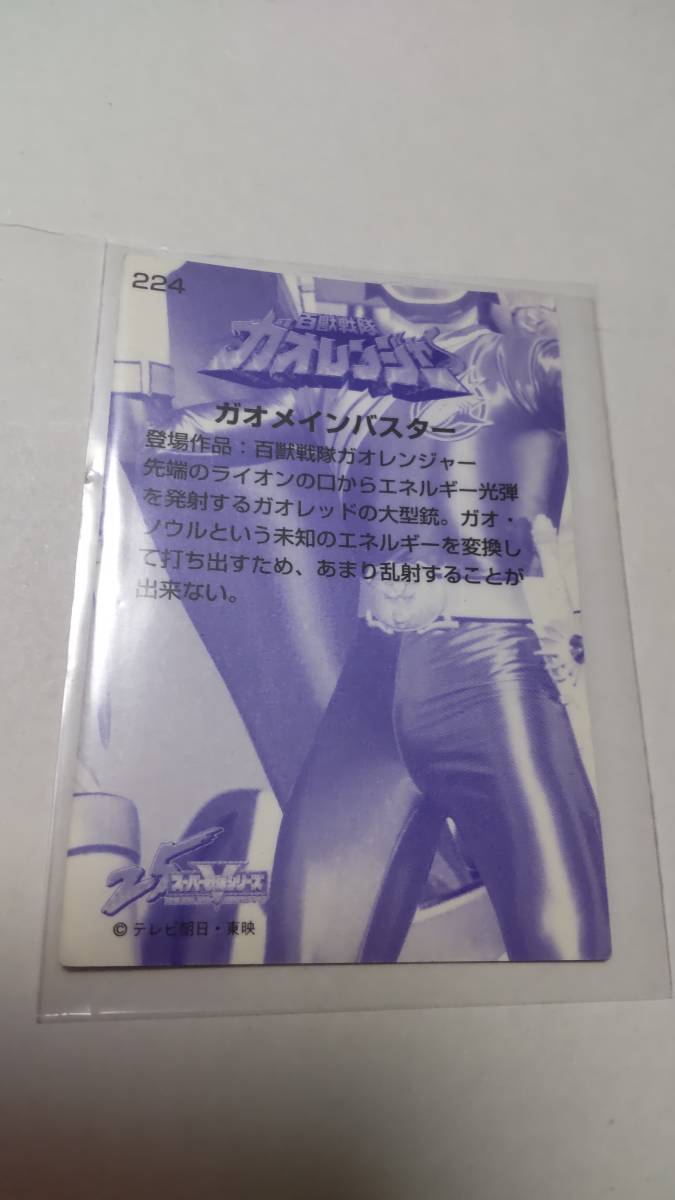 224
百獣戦隊
ガオレンジャー
ガオメインバスター
登場作品：百獣戦隊ガオレンジャー
先端のライオンの口からエネルギー光弾
を発射するガオレッドの大型銃。ガオ・
ノウルという未知のエネルギーを変換し
て打ち出すため、あまり乱射することが
出来ない。
25
スーパー戦隊シリーズ
© テレビ朝日・東映